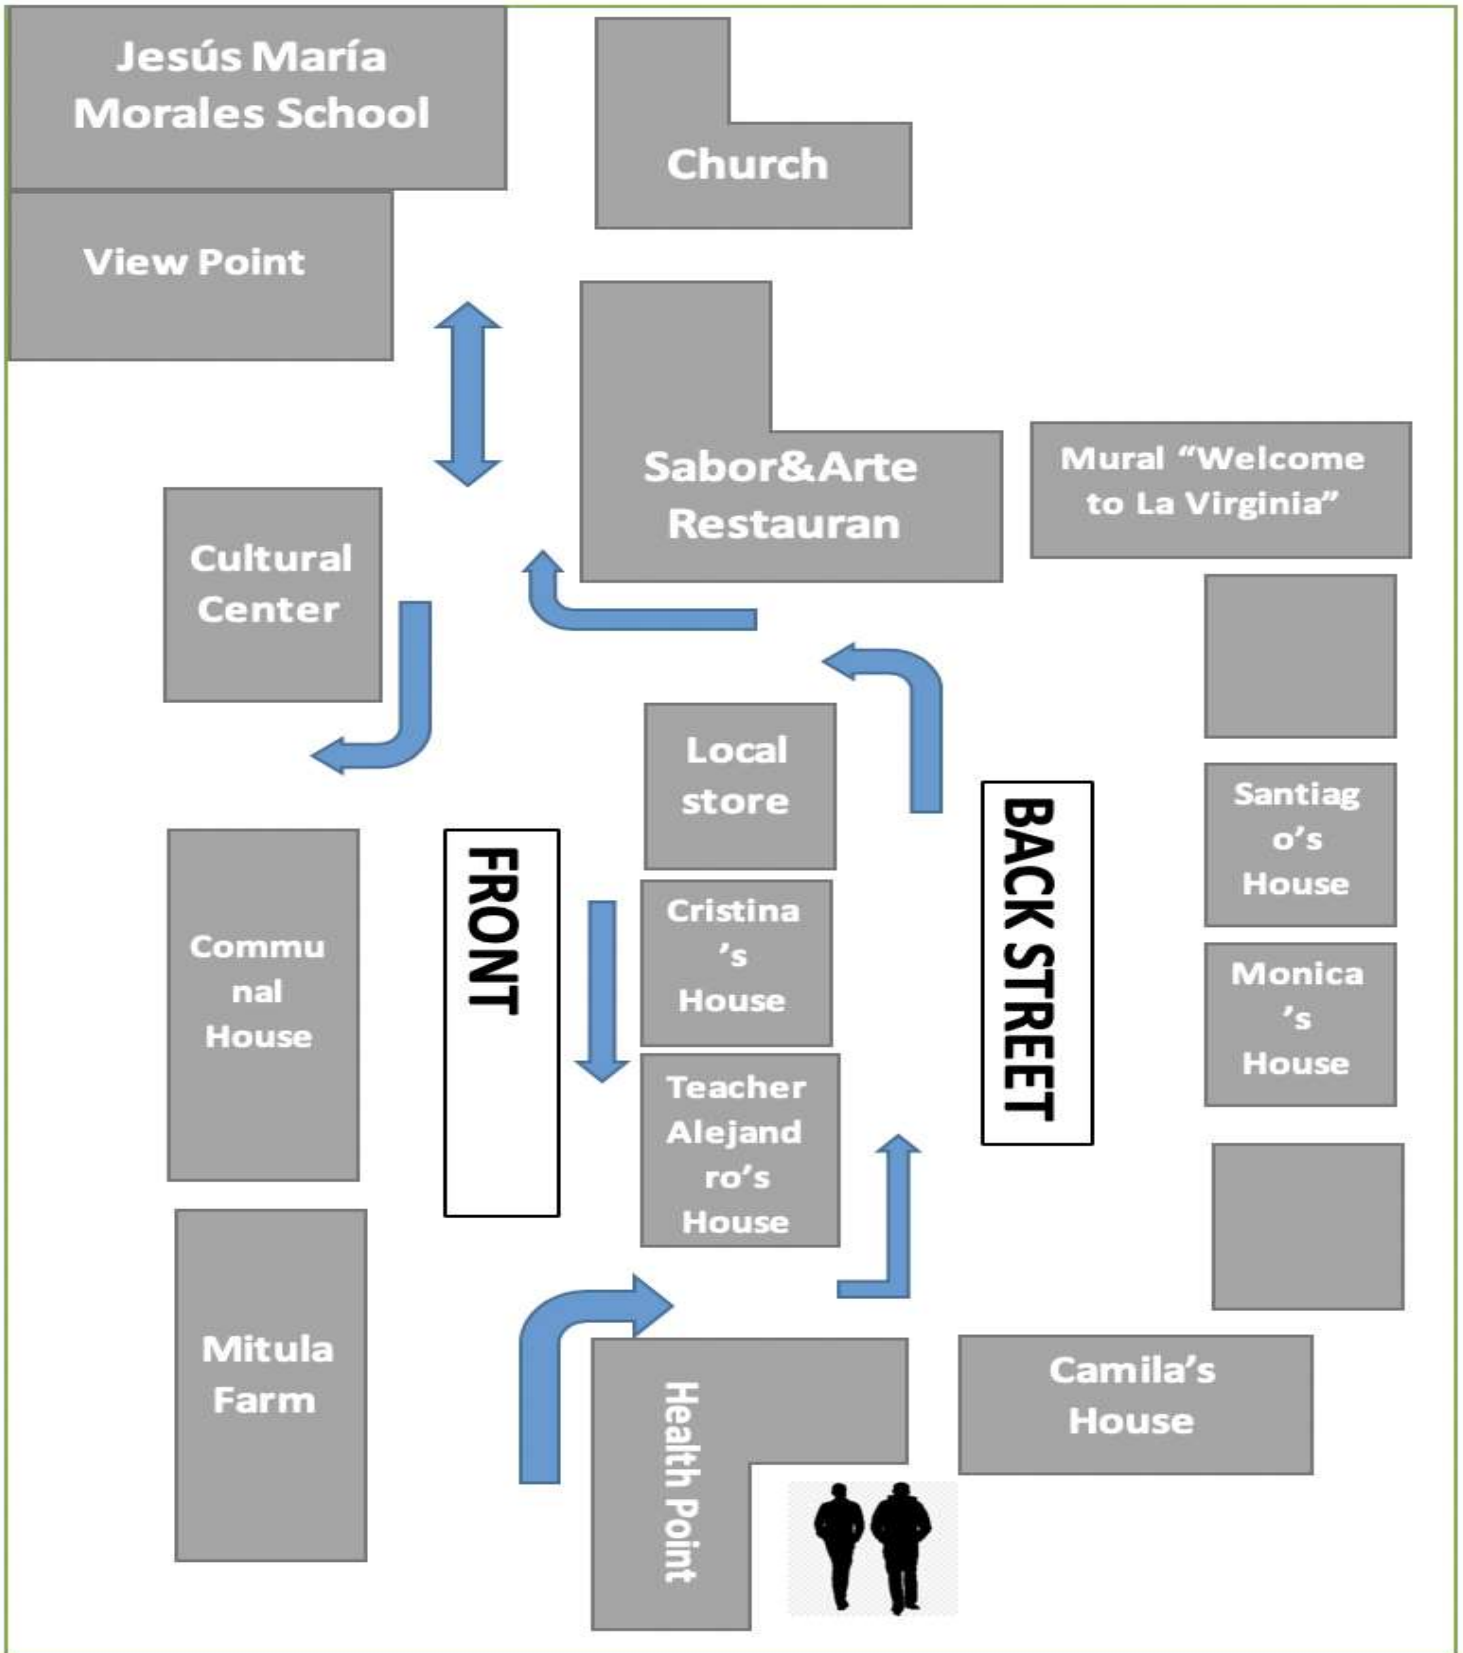 Jesús María
Morales School
Church
View Point
Sabor&Arte
Restauran
Mural “Welcome
to La Virginia”
Cultural
Center
Local
store
Santiag
o’s
House
FRONT
BACK STREET
Commu
nal
House
Cristina
’s
House
Monica
’s
House
Teacher
Alejand
ro’s
House
Mitula
Farm
Health Point
Camila’s
House